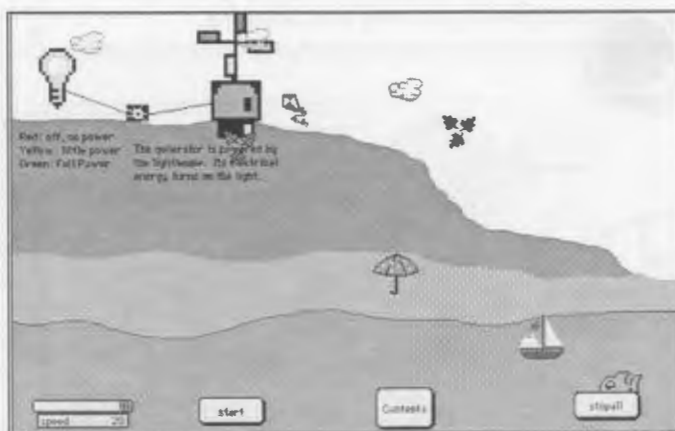 Red: off, no power
Yellow: little power
Green: Full Power
The generator is powered by
the lighthouse. Its electrical
energy turns on the light.
speed 20
start
Contents
stopall